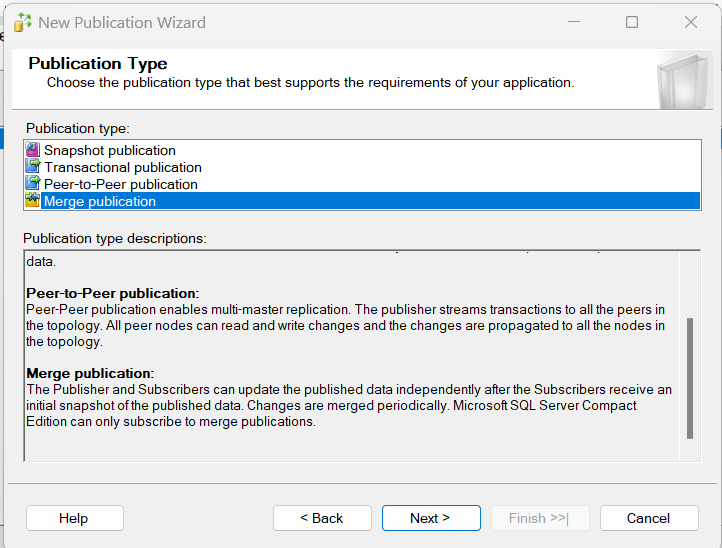 New Publication Wizard
Publication Type
Choose the publication type that best supports the requirements of your application.
Publication type:
Snapshot publication
Transactional publication
Peer-to-Peer publication
Merge publication
Publication type descriptions:
data.
Peer-to-Peer publication:
Peer-Peer publication enables multi-master replication. The publisher streams transactions to all the peers in
the topology. All peer nodes can read and write changes and the changes are propagated to all the nodes in
the topology.
Merge publication:
The Publisher and Subscribers can update the published data independently after the Subscribers receive an
initial snapshot of the published data. Changes are merged periodically. Microsoft SQL Server Compact
Edition can only subscribe to merge publications.
Help
< Back
Next >
Finish >>|
Cancel